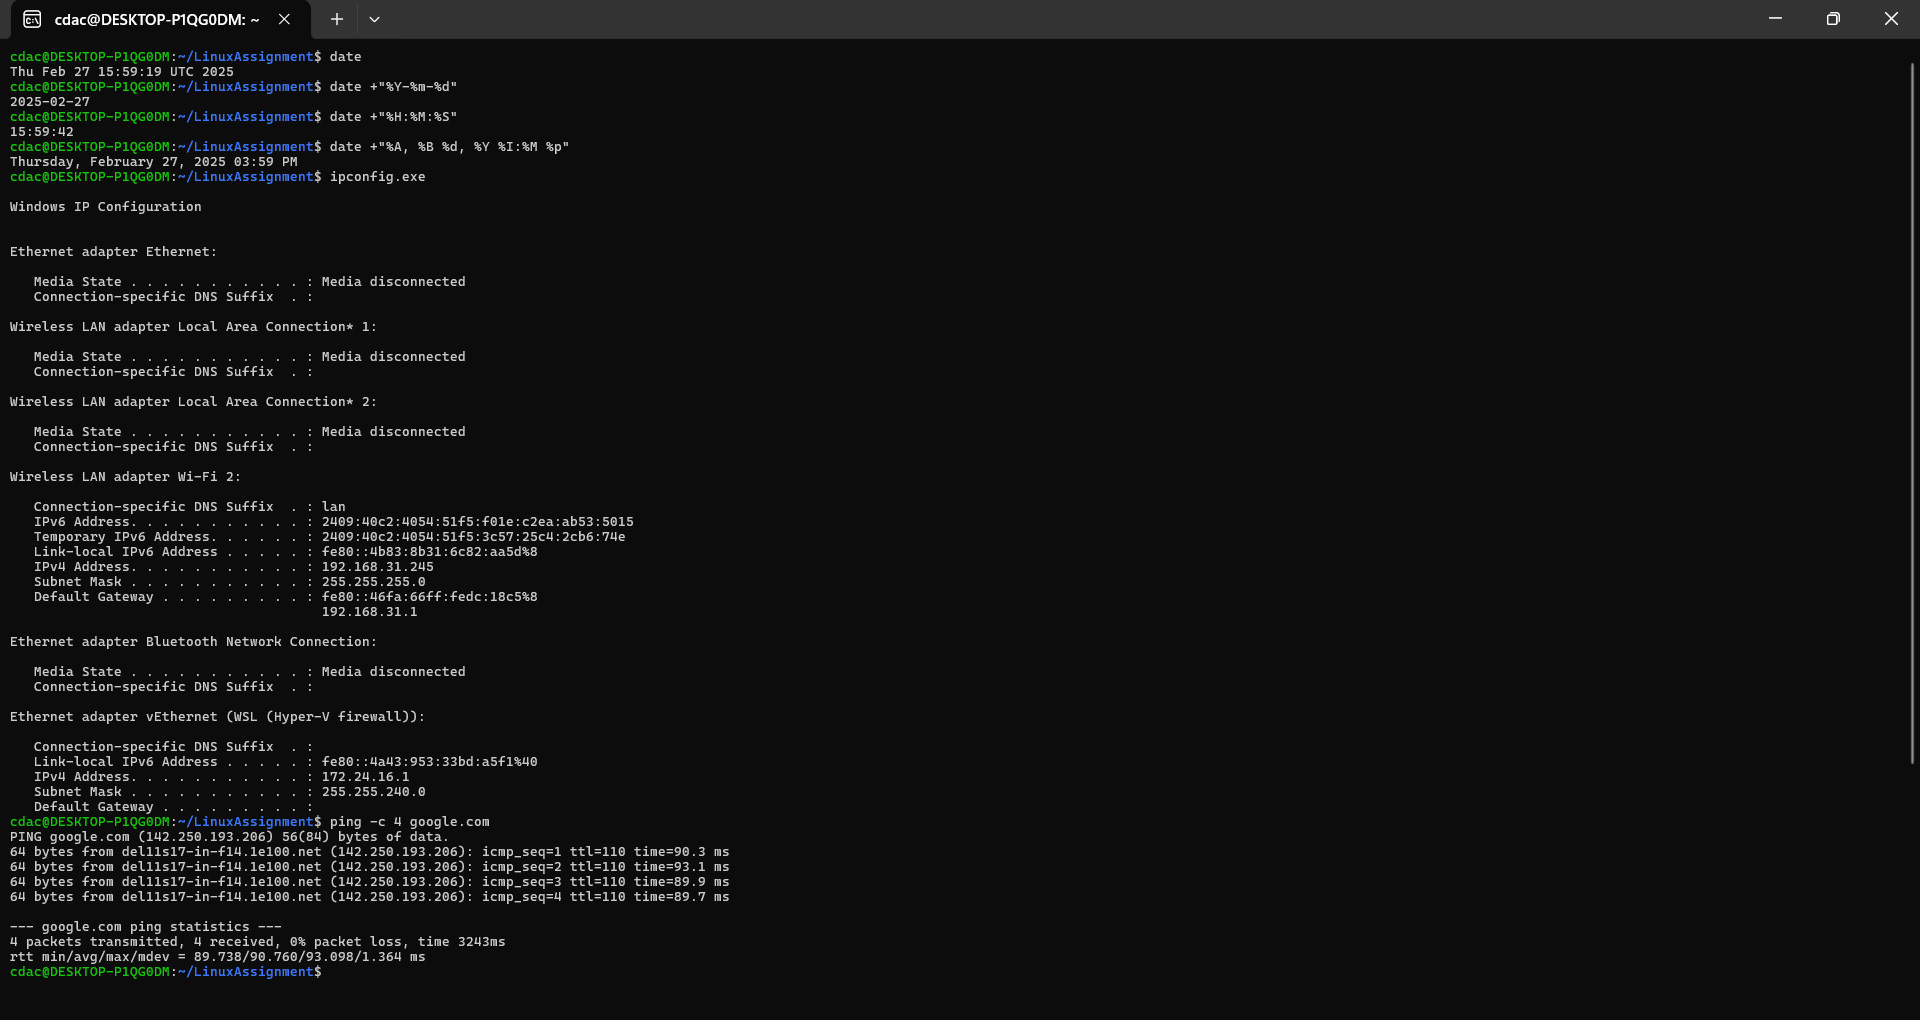 cdac@DESKTOP-P1QG0DM: ~
cdac@DESKTOP-P1QG0DM:~/LinuxAssignment$ date
Thu Feb 27 15:59:19 UTC 2025
cdac@DESKTOP-P1QG0DM:~/LinuxAssignment$ date +"%Y-%m-%d"
2025-02-27
cdac@DESKTOP-P1QG0DM:~/LinuxAssignment$ date +"%H:%M:%S"
15:59:42
cdac@DESKTOP-P1QG0DM:~/LinuxAssignment$ date +"%A, %B %d, %Y %I:%M %p"
Thursday, February 27, 2025 03:59 PM
cdac@DESKTOP-P1QG0DM:~/LinuxAssignment$ ipconfig.exe
Windows IP Configuration
Ethernet adapter Ethernet:
   Media State . . . . . . . . . . . : Media disconnected
   Connection-specific DNS Suffix  . :
Wireless LAN adapter Local Area Connection* 1:
   Media State . . . . . . . . . . . : Media disconnected
   Connection-specific DNS Suffix  . :
Wireless LAN adapter Local Area Connection* 2:
   Media State . . . . . . . . . . . : Media disconnected
   Connection-specific DNS Suffix  . :
Wireless LAN adapter Wi-Fi 2:
   Connection-specific DNS Suffix  . : lan
   IPv6 Address. . . . . . . . . . . : 2409:40c2:4054:51f5:f01e:c2ea:ab53:5015
   Temporary IPv6 Address. . . . . . : 2409:40c2:4054:51f5:3c57:25c4:2cb6:74e
   Link-local IPv6 Address . . . . . : fe80::4b83:8b31:6c82:aa5d%8
   IPv4 Address. . . . . . . . . . . : 192.168.31.245
   Subnet Mask . . . . . . . . . . . : 255.255.255.0
   Default Gateway . . . . . . . . . : fe80::46fa:66ff:fedc:18c5%8
                                       192.168.31.1
Ethernet adapter Bluetooth Network Connection:
   Media State . . . . . . . . . . . : Media disconnected
   Connection-specific DNS Suffix  . :
Ethernet adapter vEthernet (WSL (Hyper-V firewall)):
   Connection-specific DNS Suffix  . :
   Link-local IPv6 Address . . . . . : fe80::4a43:953:33bd:a5f1%40
   IPv4 Address. . . . . . . . . . . : 172.24.16.1
   Subnet Mask . . . . . . . . . . . : 255.255.240.0
   Default Gateway . . . . . . . . . :
cdac@DESKTOP-P1QG0DM:~/LinuxAssignment$ ping -c 4 google.com
PING google.com (142.250.193.206) 56(84) bytes of data.
64 bytes from del11s17-in-f14.1e100.net (142.250.193.206): icmp_seq=1 ttl=110 time=90.3 ms
64 bytes from del11s17-in-f14.1e100.net (142.250.193.206): icmp_seq=2 ttl=110 time=93.1 ms
64 bytes from del11s17-in-f14.1e100.net (142.250.193.206): icmp_seq=3 ttl=110 time=89.9 ms
64 bytes from del11s17-in-f14.1e100.net (142.250.193.206): icmp_seq=4 ttl=110 time=89.7 ms
--- google.com ping statistics ---
4 packets transmitted, 4 received, 0% packet loss, time 3243ms
rtt min/avg/max/mdev = 89.738/90.760/93.098/1.364 ms
cdac@DESKTOP-P1QG0DM:~/LinuxAssignment$